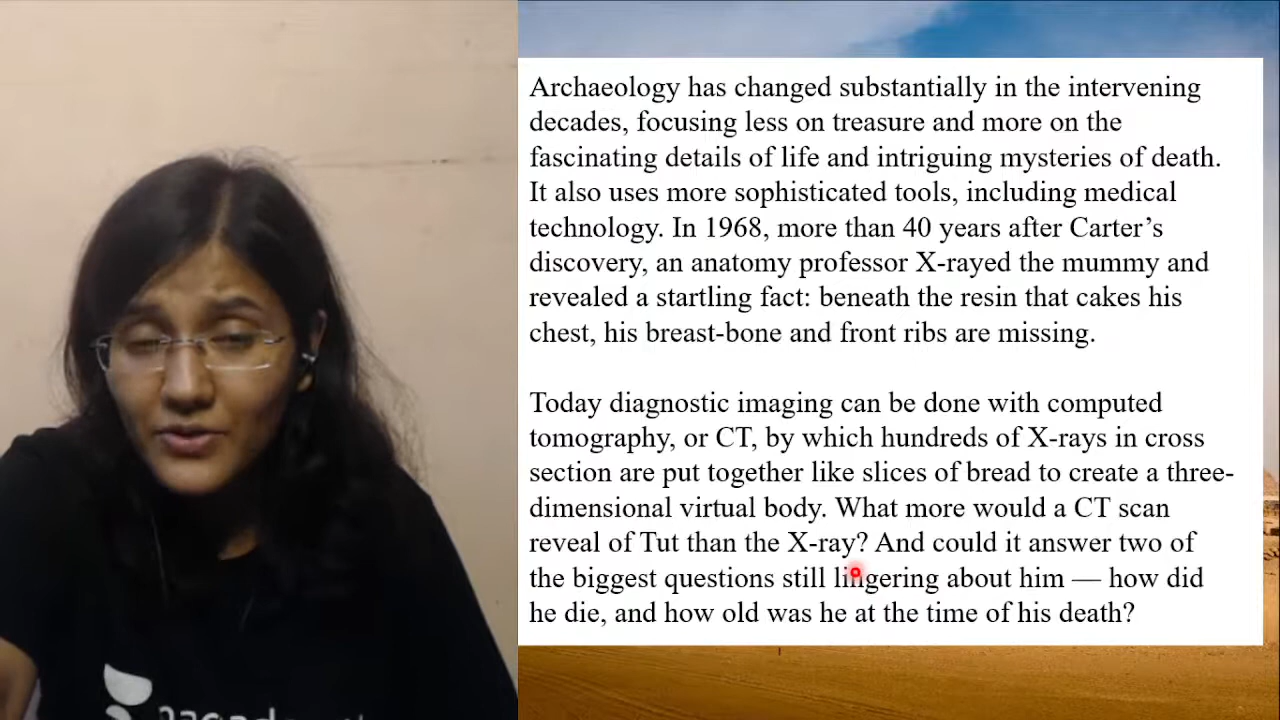 Archaeology has changed substantially in the intervening
decades, focusing less on treasure and more on the
fascinating details of life and intriguing mysteries of death.
It also uses more sophisticated tools, including medical
technology. In 1968, more than 40 years after Carter’s
discovery, an anatomy professor X-rayed the mummy and
revealed a startling fact: beneath the resin that cakes his
chest, his breast-bone and front ribs are missing.
Today diagnostic imaging can be done with computed
tomography, or CT, by which hundreds of X-rays in cross
section are put together like slices of bread to create a three-
dimensional virtual body. What more would a CT scan
reveal of Tut than the X-ray? And could it answer two of
the biggest questions still lingering about him — how did
he die, and how old was he at the time of his death?